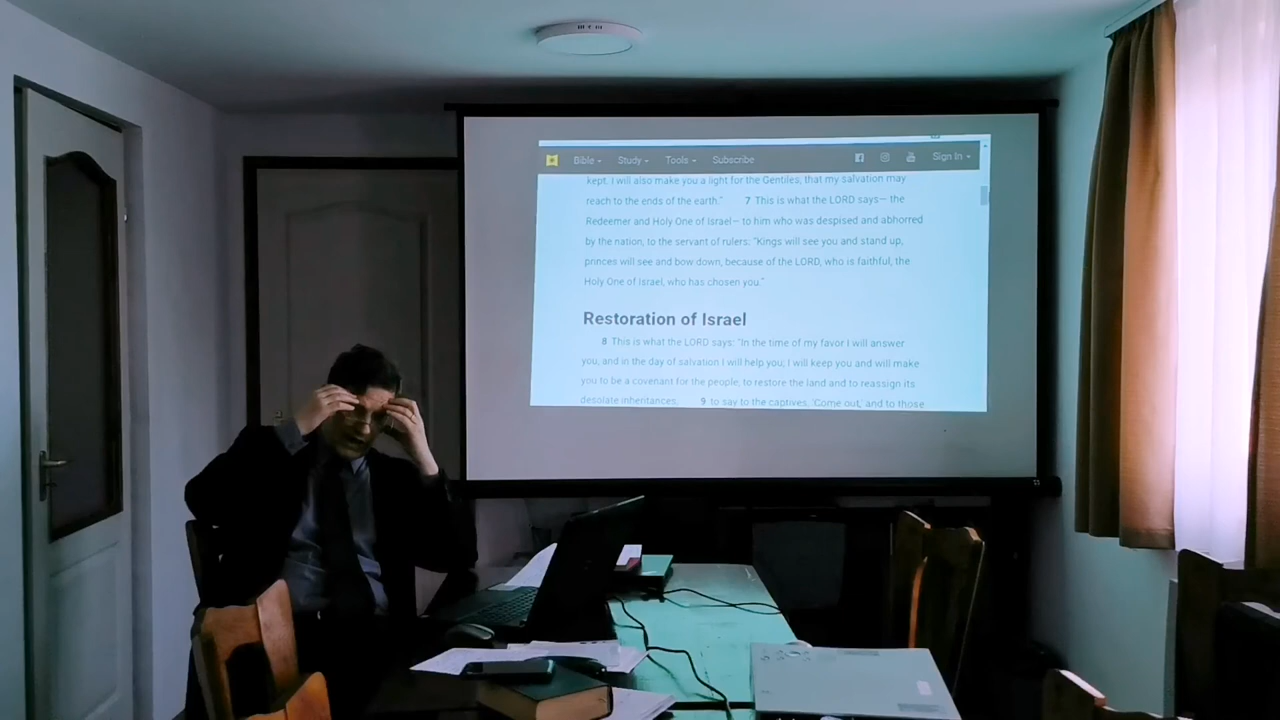 Bible Study Tools Subscribe Sign In
kept. I will also make you a light for the Gentiles, that my salvation may
reach to the ends of the earth." 7 This is what the LORD says— the
Redeemer and Holy One of Israel— to him who was despised and abhorred
by the nation, to the servant of rulers: "Kings will see you and stand up,
princes will see and bow down, because of the LORD, who is faithful, the
Holy One of Israel, who has chosen you."
Restoration of Israel
8 This is what the LORD says: "In the time of my favor I will answer
you, and in the day of salvation I will help you; I will keep you and will make
you to be a covenant for the people, to restore the land and to reassign its
desolate inheritances, 9 to say to the captives, 'Come out,' and to those